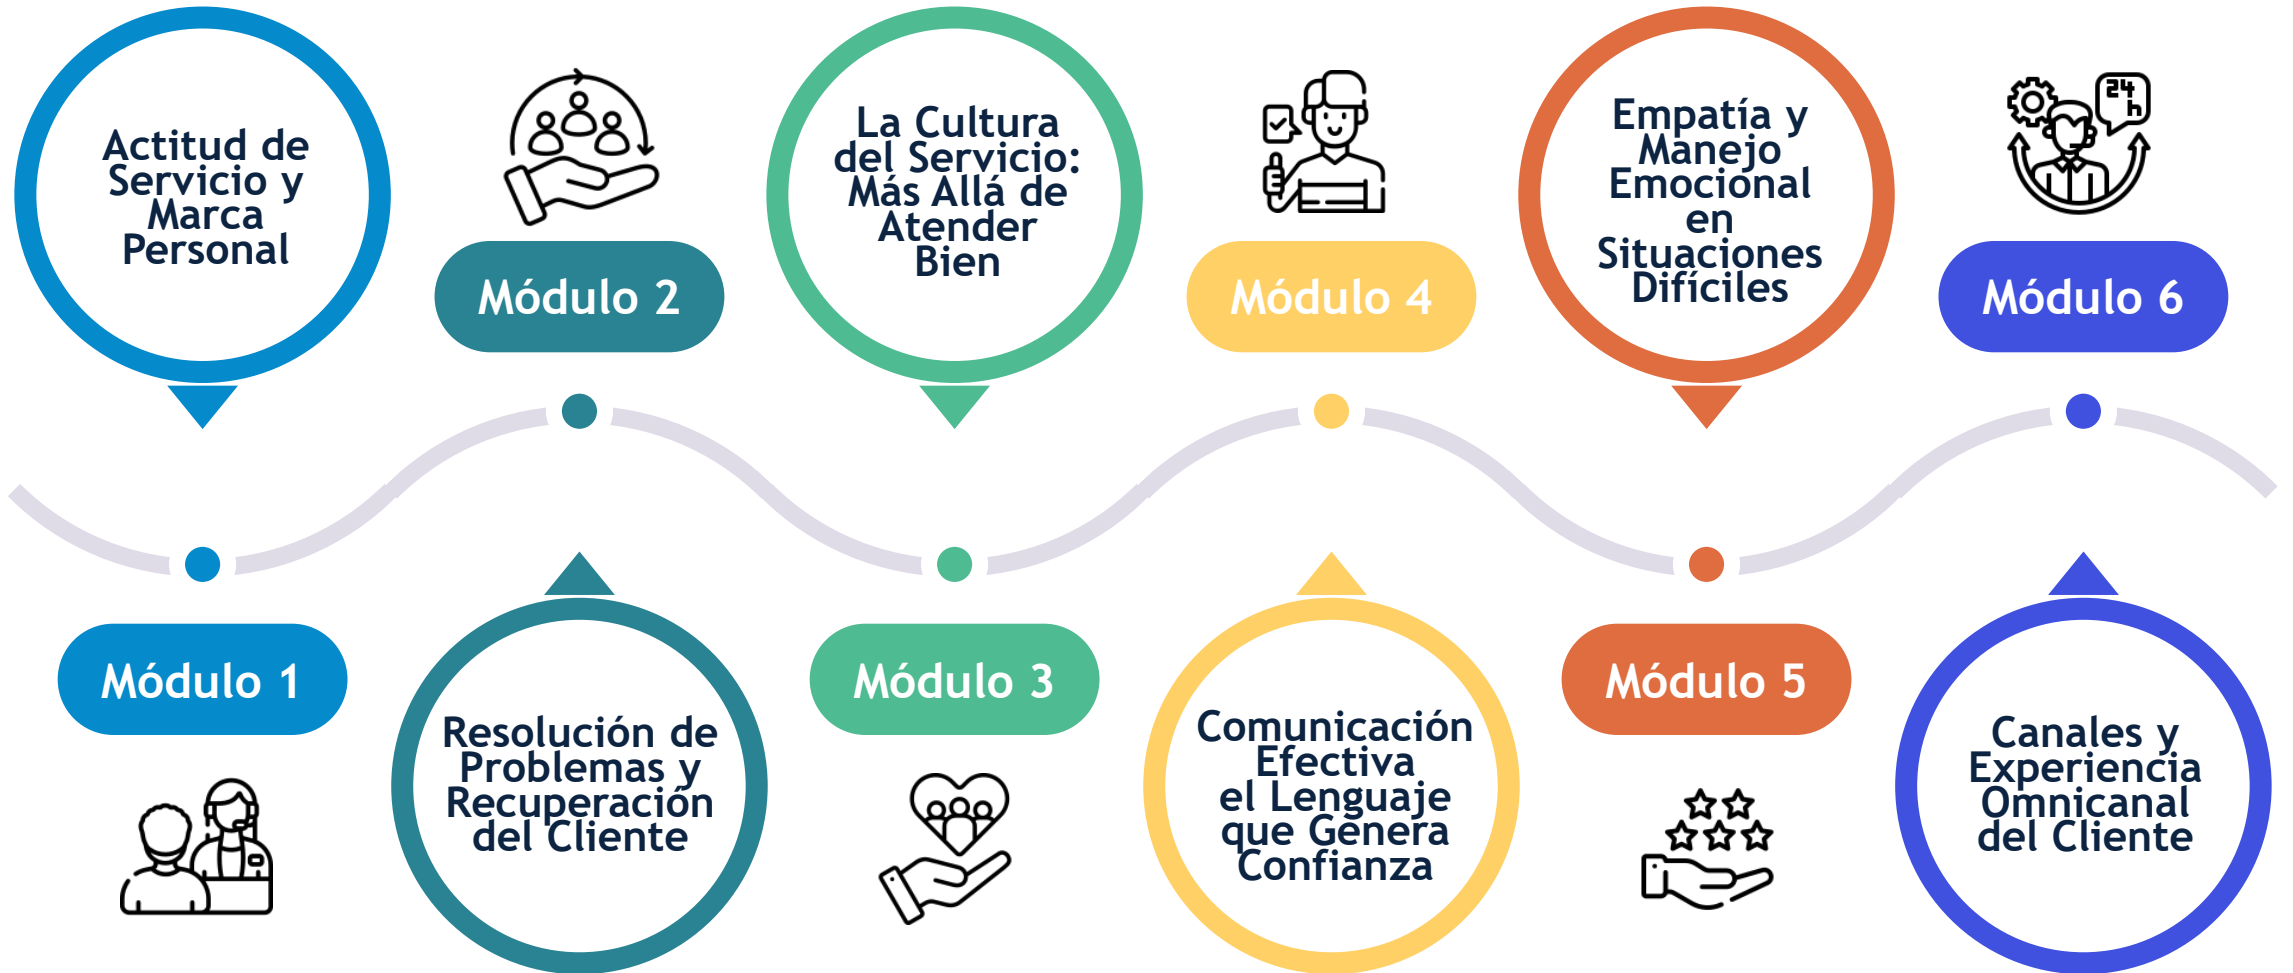 Actitud de
Servicio y
Marca
Personal
Módulo 1
Módulo 2
Resolución de
Problemas y
Recuperación
del Cliente
La Cultura
del Servicio:
Más Allá de
Atender
Bien
Módulo 3
Módulo 4
Comunicación
Efectiva
el Lenguaje
que Genera
Confianza
Empatía y
Manejo
Emocional
en
Situaciones
Difíciles
Módulo 5
24
h
Módulo 6
Canales y
Experiencia
Omnicanal
del Cliente